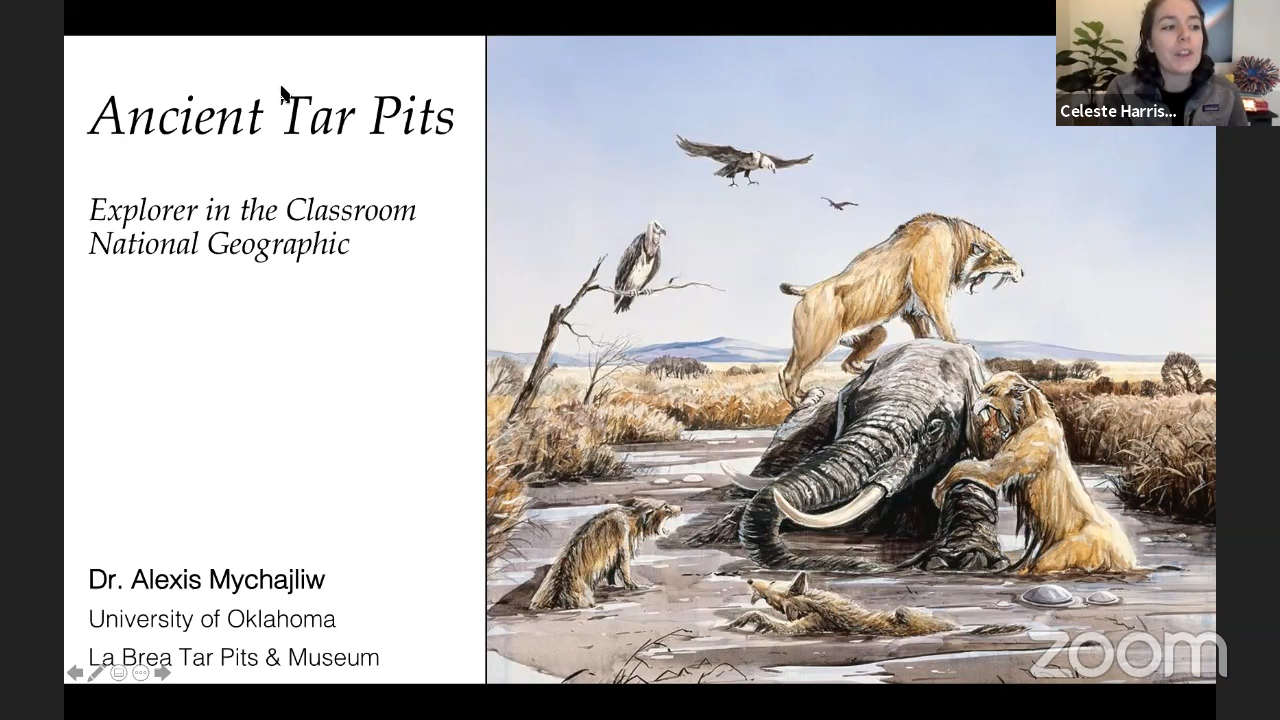 Ancient Tar Pits
Explorer in the Classroom
National Geographic
Dr. Alexis Mychajliw
University of Oklahoma
La Brea Tar Pits & Museum
Celeste Harris...
zoom